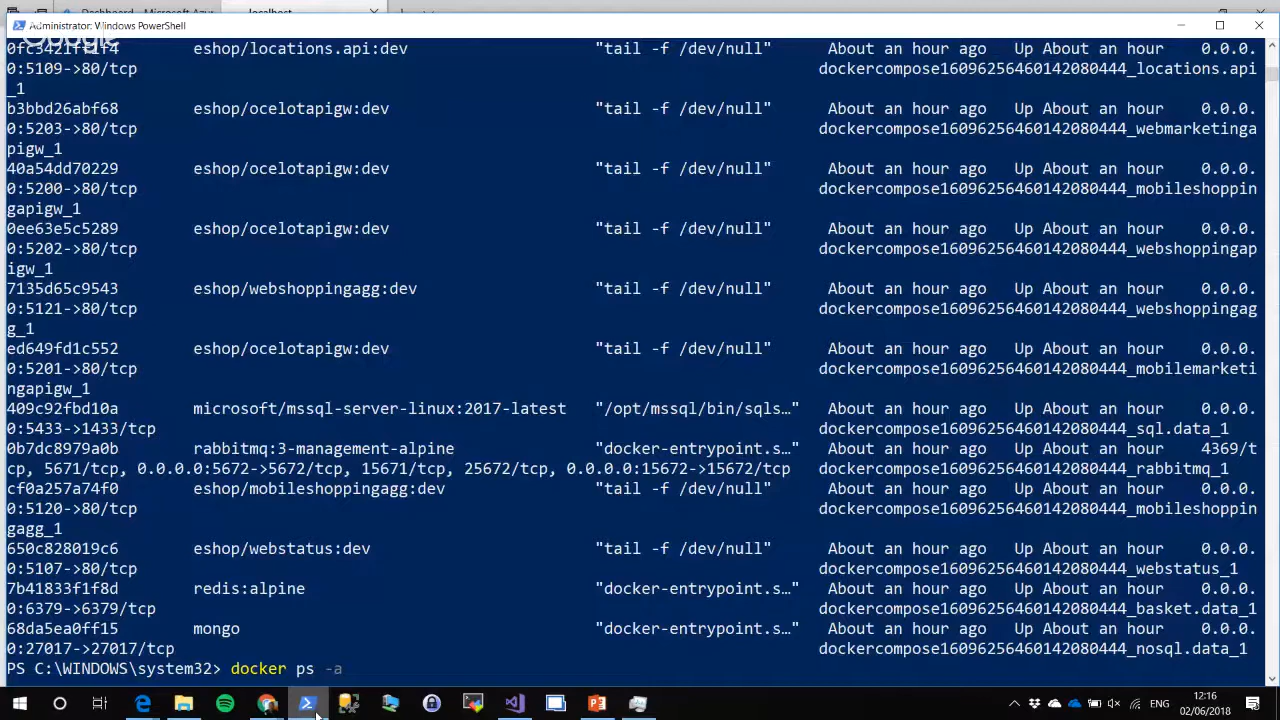 Dashboard - Microsoft Azur
localhost
Administrator: Windows PowerShell
Google
eshop/locations.api:dev "tail -f /dev/null" About an hour ago Up About an hour 0.0.0.
0:5109->80/tcp dockercompose16096256460142080444_locations.api
_1
b3bbd26abf68 eshop/ocelotapigw:dev "tail -f /dev/null" About an hour ago Up About an hour 0.0.0.
0:5203->80/tcp dockercompose16096256460142080444_webmarketinga
pigw_1
40a54dd70229 eshop/ocelotapigw:dev "tail -f /dev/null" About an hour ago Up About an hour 0.0.0.
0:5200->80/tcp dockercompose16096256460142080444_mobileshoppin
gapigw_1
0ee63e5c5289 eshop/ocelotapigw:dev "tail -f /dev/null" About an hour ago Up About an hour 0.0.0.
0:5202->80/tcp dockercompose16096256460142080444_webshoppingap
igw_1
7135d65c9543 eshop/webshoppingagg:dev "tail -f /dev/null" About an hour ago Up About an hour 0.0.0.
0:5121->80/tcp dockercompose16096256460142080444_webshoppingag
g_1
ed649fd1c552 eshop/ocelotapigw:dev "tail -f /dev/null" About an hour ago Up About an hour 0.0.0.
0:5201->80/tcp dockercompose16096256460142080444_mobilemarketi
ngapigw_1
409c92fbd10a microsoft/mssql-server-linux:2017-latest "/opt/mssql/bin/sqls…" About an hour ago Up About an hour 0.0.0.
0:5433->1433/tcp dockercompose16096256460142080444_sql.data_1
0b7dc8979a0b rabbitmq:3-management-alpine "docker-entrypoint.s…" About an hour ago Up About an hour 4369/t
cp, 5671/tcp, 0.0.0.0:5672->5672/tcp, 15671/tcp, 25672/tcp, 0.0.0.0:15672->15672/tcp dockercompose16096256460142080444_rabbitmq_1
cf0a257a74f0 eshop/mobileshoppingagg:dev "tail -f /dev/null" About an hour ago Up About an hour 0.0.0.
0:5120->80/tcp dockercompose16096256460142080444_mobileshoppin
gagg_1
650c828019c6 eshop/webstatus:dev "tail -f /dev/null" About an hour ago Up About an hour 0.0.0.
0:5107->80/tcp dockercompose16096256460142080444_webstatus_1
7b41833f1f8d redis:alpine "docker-entrypoint.s…" About an hour ago Up About an hour 0.0.0.
0:6379->6379/tcp dockercompose16096256460142080444_basket.data_1
68da5ea0ff15 mongo "docker-entrypoint.s…" About an hour ago Up About an hour 0.0.0.
0:27017->27017/tcp dockercompose16096256460142080444_nosql.data_1
PS C:\WINDOWS\system32> docker ps -a
ENG
12:16
02/06/2018